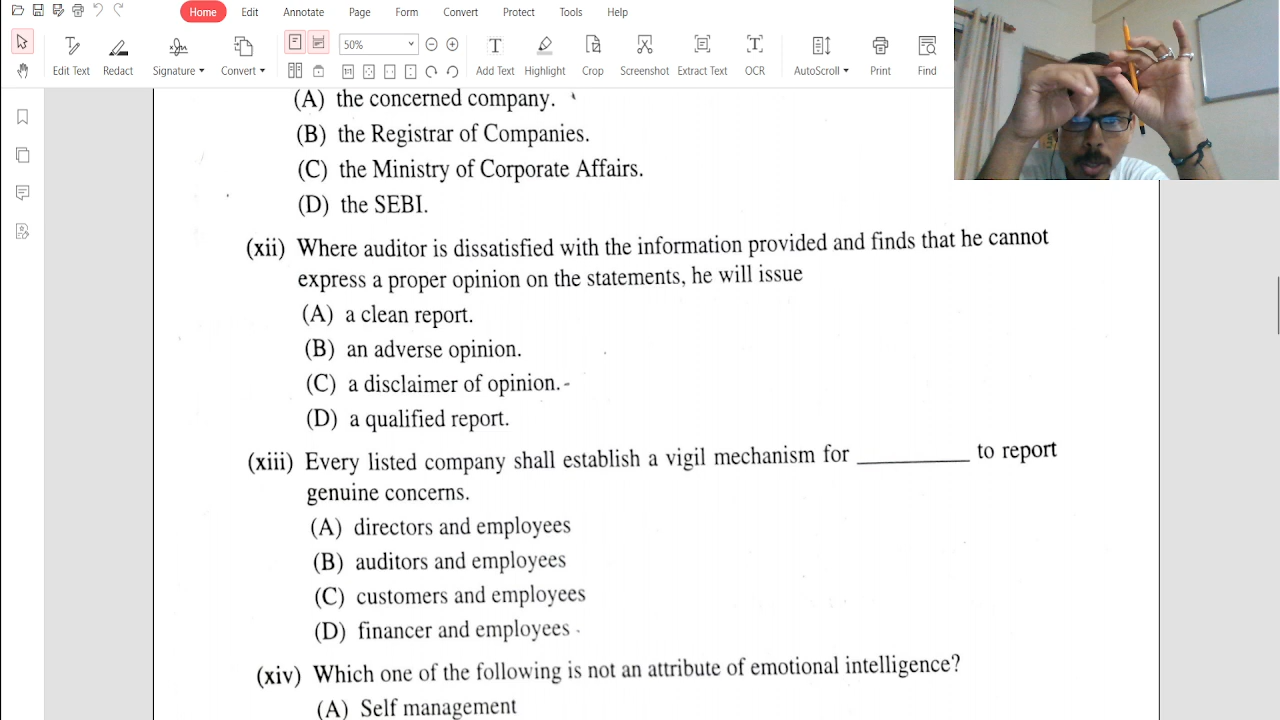 Home Edit Annotate Page Form Convert Protect Tools Help
50%
Edit Text Redact Signature Convert Add Text Highlight Crop Screenshot Extract Text OCR AutoScroll Print Find
(A) the concerned company.
(B) the Registrar of Companies.
(C) the Ministry of Corporate Affairs.
(D) the SEBI.
(xii) Where auditor is dissatisfied with the information provided and finds that he cannot
express a proper opinion on the statements, he will issue
(A) a clean report.
(B) an adverse opinion.
(C) a disclaimer of opinion.
(D) a qualified report.
(xiii) Every listed company shall establish a vigil mechanism for __________ to report
genuine concerns.
(A) directors and employees
(B) auditors and employees
(C) customers and employees
(D) financer and employees
(xiv) Which one of the following is not an attribute of emotional intelligence?
(A) Self management